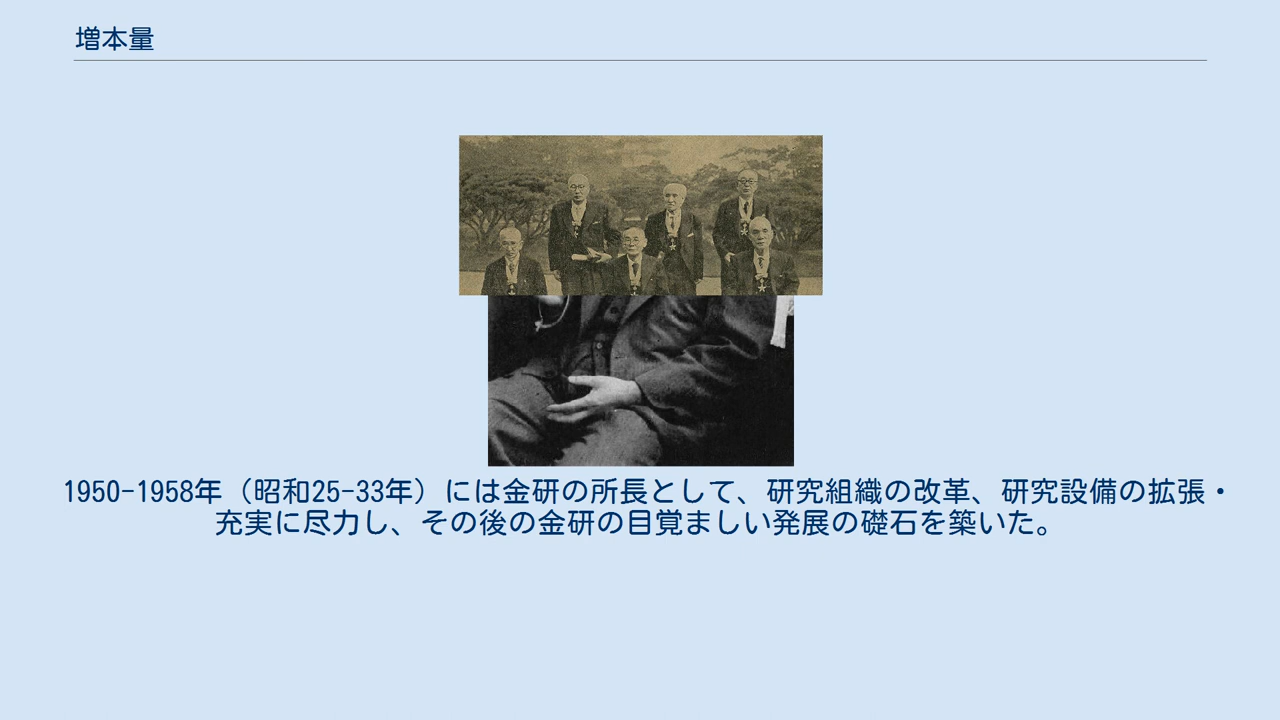 増本量
1950-1958年（昭和25-33年）には金研の所長として、研究組織の改革、研究設備の拡張・
充実に尽力し、その後の金研の目覚ましい発展の礎石を築いた。